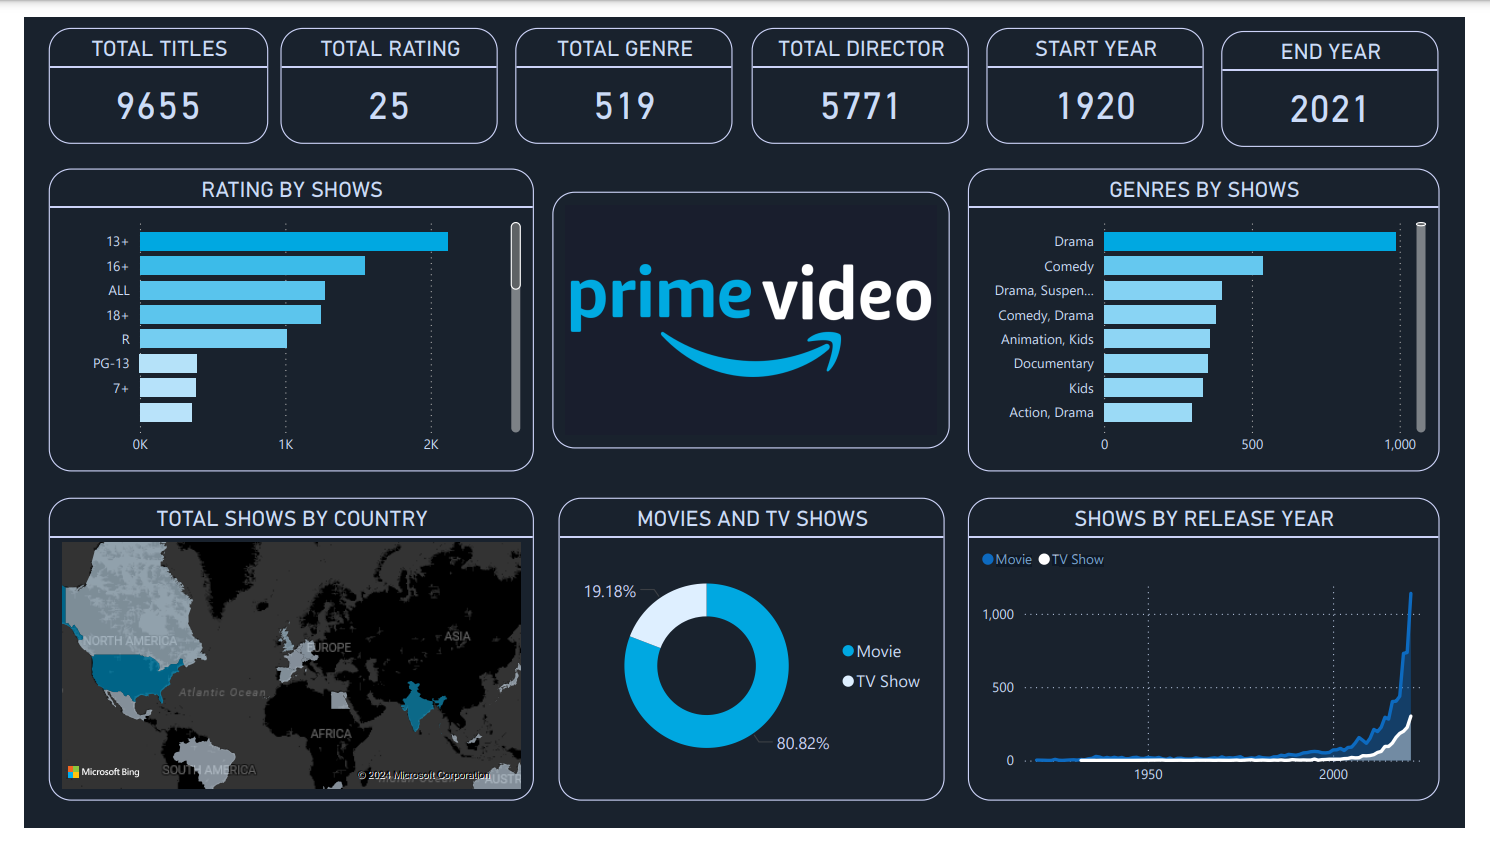 TOTAL TITLES
9655
TOTAL RATING
25
TOTAL GENRE
519
TOTAL DIRECTOR
5771
START YEAR
1920
END YEAR
2021
RATING BY SHOWS
13+
16+
ALL
18+
R
PG-13
7+
0K 1K 2K
prime video
GENRES BY SHOWS
Drama
Comedy
Drama, Suspen...
Comedy, Drama
Animation, Kids
Documentary
Kids
Action, Drama
0 500 1,000
TOTAL SHOWS BY COUNTRY
NORTH AMERICA
EUROPE
ASIA
Atlantic Ocean
AFRICA
SOUTH AMERICA
AUSTR
Microsoft Bing
© 2024 Microsoft Corporation
MOVIES AND TV SHOWS
19.18%
80.82%
Movie
TV Show
SHOWS BY RELEASE YEAR
Movie TV Show
1,000
500
0
1950 2000